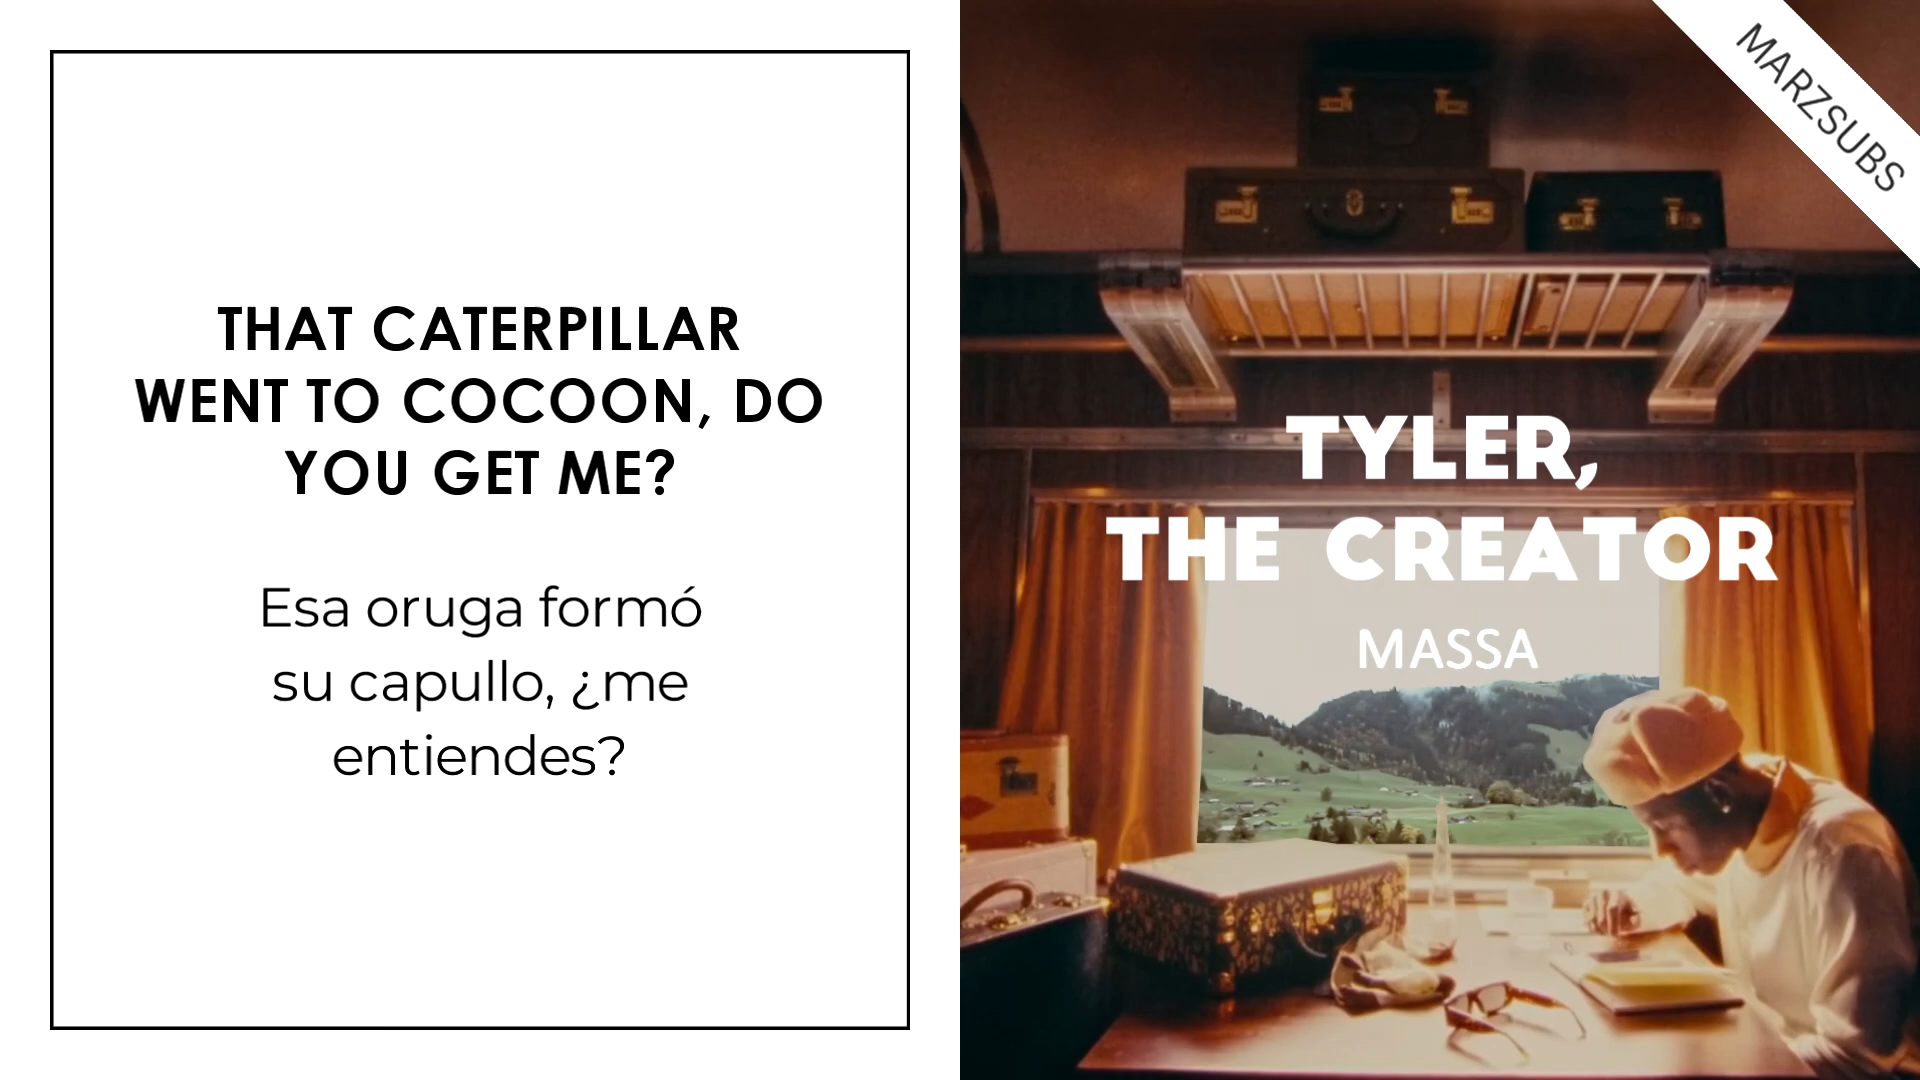 THAT CATERPILLAR
WENT TO COCOON, DO
YOU GET ME?
Esa oruga formó
su capullo, ¿me
entiendes?
TYLER,
THE CREATOR
MASSA
MARZSUBS